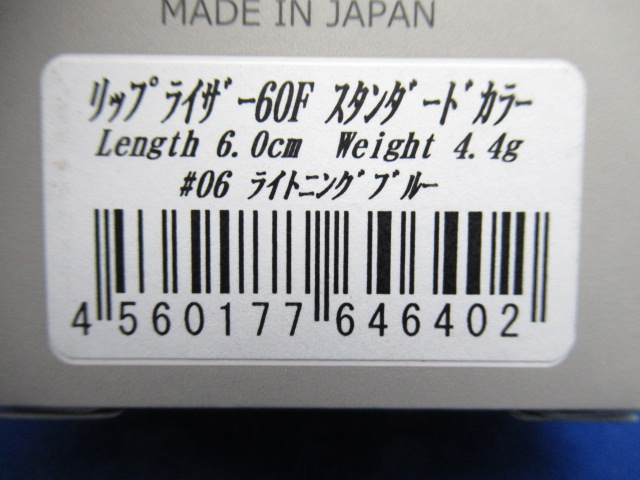 MADE IN JAPAN
ﾘｯﾌﾟﾗｲｻﾞｰ60F ｽﾀﾝﾀﾞｰﾄﾞｶﾗｰ
Length 6.0cm Weight 4.4g
#06 ﾗｲﾄﾆﾝｸﾞﾌﾞﾙｰ
4 560177 646402